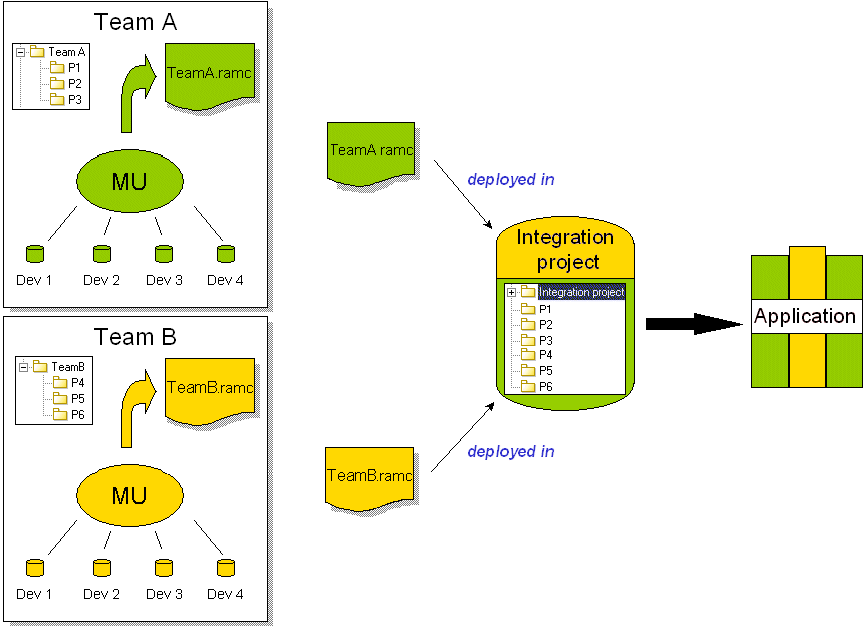 Team A
Team A
P1
P2
P3
TeamA.ramc
MU
Dev 1
Dev 2
Dev 3
Dev 4
Team B
TeamB
P4
P5
P6
TeamB.ramc
MU
Dev 1
Dev 2
Dev 3
Dev 4
TeamA ramc
deployed in
TeamB.ramc
deployed in
Integration
project
Integration project
P1
P2
P3
P4
P5
P6
Application